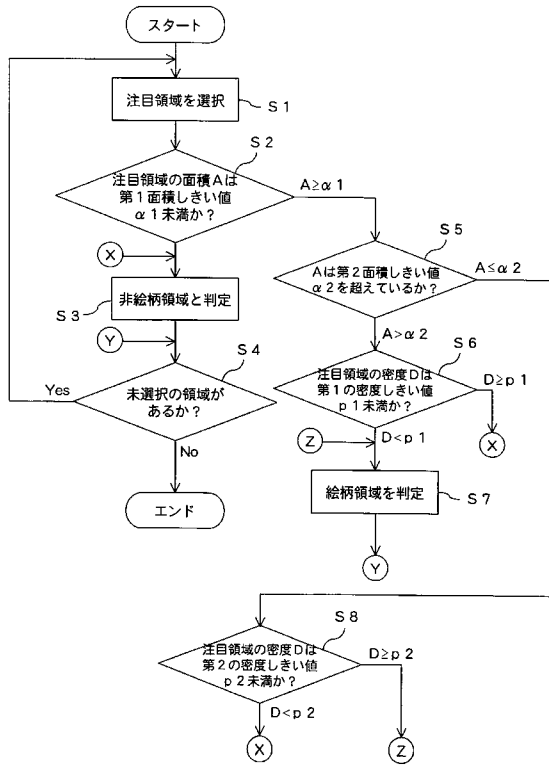 スタート
注目領域を選択
S1
S2
注目領域の面積Aは
第1面積しきい値
α1未満か？
A≧α1
X
非絵柄領域と判定
S3
Y
S4
未選択の領域が
あるか？
Yes
No
エンド
S5
Aは第2面積しきい値
α2を超えているか？
A≦α2
A>α2
S6
注目領域の密度Dは
第1の密度しきい値
p1未満か？
D≧p1
X
D<p1
Z
絵柄領域を判定
S7
Y
S8
注目領域の密度Dは
第2の密度しきい値
p2未満か？
D≧p2
D<p2
X
Z